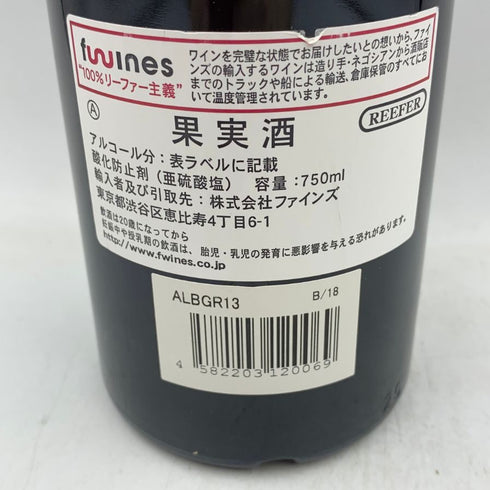 fwines
"100%リーファー主義"
ワインを完璧な状態でお届けしたいとの想いから、ファイ
ンズの輸入するワインは造り手・ネゴシアンから酒販店
までのトラックや船による輸送、倉庫保管のすべてにお
いて温度管理されています。
A
果実酒
REEFER
アルコール分：表ラベルに記載
酸化防止剤（亜硫酸塩） 容量：750ml
輸入者及び引取先：株式会社ファインズ
東京都渋谷区恵比寿4丁目6-1
飲酒は20歳になってから
妊娠中や授乳期の飲酒は、胎児・乳児の発育に悪影響を与える恐れがあります。
http://www.fwines.co.jp
ALBGR13 B/18
4 582203 120069